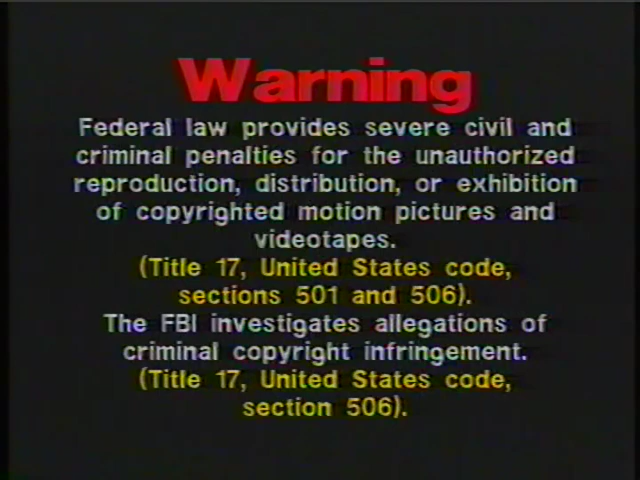 Warning
Federal law provides severe civil and
criminal penalties for the unauthorized
reproduction, distribution, or exhibition
of copyrighted motion pictures and
videotapes.
(Title 17, United States code,
sections 501 and 506).
The FBI investigates allegations of
criminal copyright infringement.
(Title 17, United States code,
section 506).